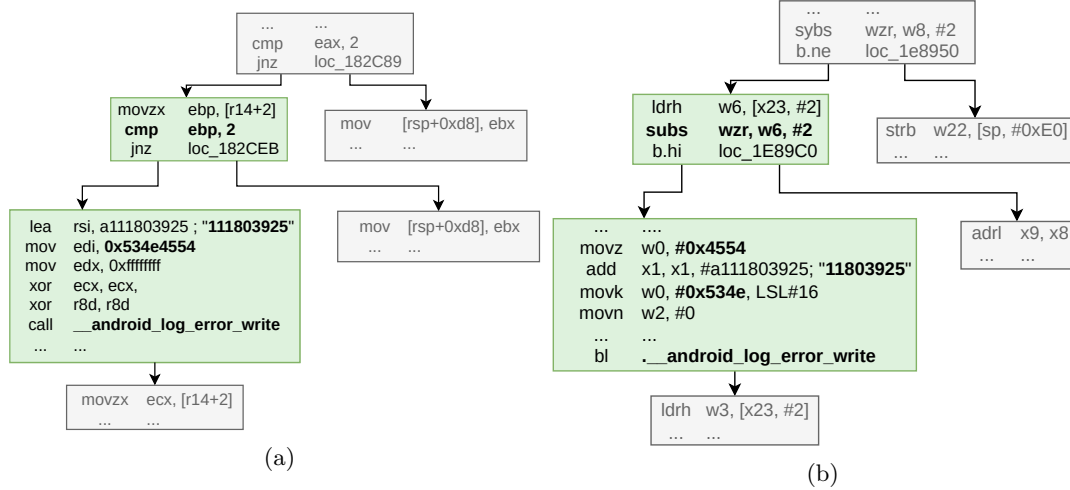 ... ...
cmp eax, 2
jnz loc_182C89
movzx ebp, [r14+2]
cmp ebp, 2
jnz loc_182CEB
mov [rsp+0xd8], ebx
... ...
lea rsi, a111803925 ; "111803925"
mov edi, 0x534e4554
mov edx, 0xffffffff
xor ecx, ecx,
xor r8d, r8d
call __android_log_error_write
... ...
mov [rsp+0xd8], ebx
... ...
movzx ecx, [r14+2]
... ...
(a)
... ...
sybs wzr, w8, #2
b.ne loc_1e8950
ldrh w6, [x23, #2]
subs wzr, w6, #2
b.hi loc_1E89C0
strb w22, [sp, #0xE0]
... ...
... ....
movz w0, #0x4554
add x1, x1, #a111803925; "11803925"
movk w0, #0x534e, LSL#16
movn w2, #0
... ...
bl .__android_log_error_write
adrl x9, x8
... ...
ldrh w3, [x23, #2]
... ...
(b)